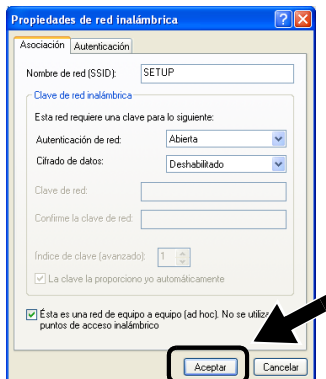 Propiedades de red inalámbrica
Asociación Autenticación
Nombre de red (SSID): SETUP
Clave de red inalámbrica
Esta red requiere una clave para lo siguiente:
Autenticación de red: Abierta
Cifrado de datos: Deshabilitado
Clave de red:
Confirme la clave de red:
Índice de clave (avanzado): 1
La clave la proporciono yo automáticamente
Ésta es una red de equipo a equipo (ad hoc). No se utiliza
puntos de acceso inalámbrico
Aceptar Cancelar